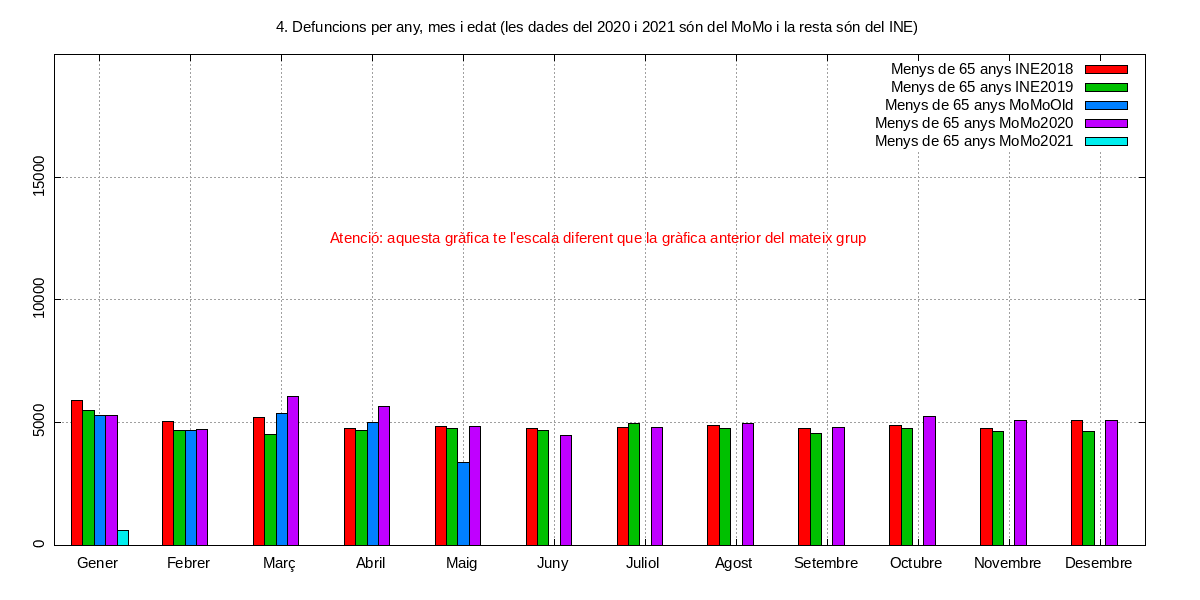 4. Defuncions per any, mes i edat (les dades del 2020 i 2021 són del MoMo i la resta són del INE)
Menys de 65 anys INE2018
Menys de 65 anys INE2019
Menys de 65 anys MoMoOld
Menys de 65 anys MoMo2020
Menys de 65 anys MoMo2021
15000
Atenció: aquesta gràfica te l'escala diferent que la gràfica anterior del mateix grup
10000
5000
0
Gener Febrer Març Abril Maig Juny Juliol Agost Setembre Octubre Novembre Desembre